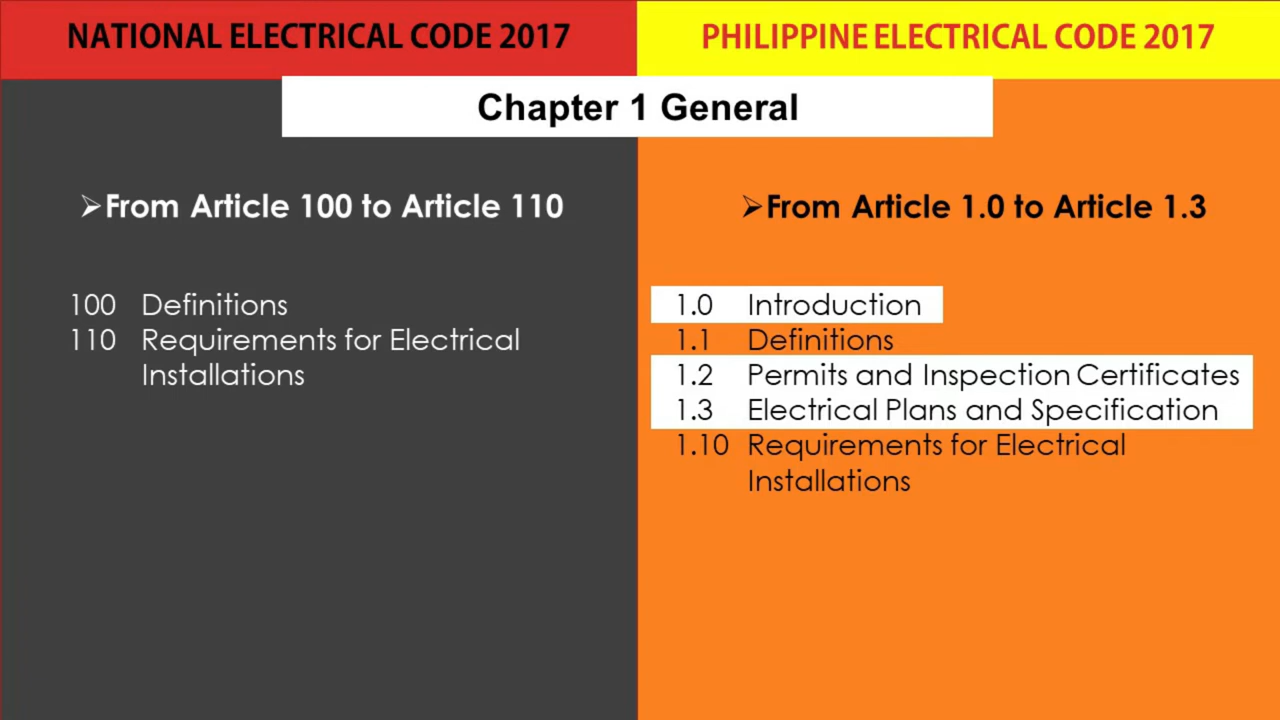 NATIONAL ELECTRICAL CODE 2017
PHILIPPINE ELECTRICAL CODE 2017
Chapter 1 General
➢From Article 100 to Article 110
100 Definitions
110 Requirements for Electrical
Installations
➢From Article 1.0 to Article 1.3
1.0 Introduction
1.1 Definitions
1.2 Permits and Inspection Certificates
1.3 Electrical Plans and Specification
1.10 Requirements for Electrical
Installations